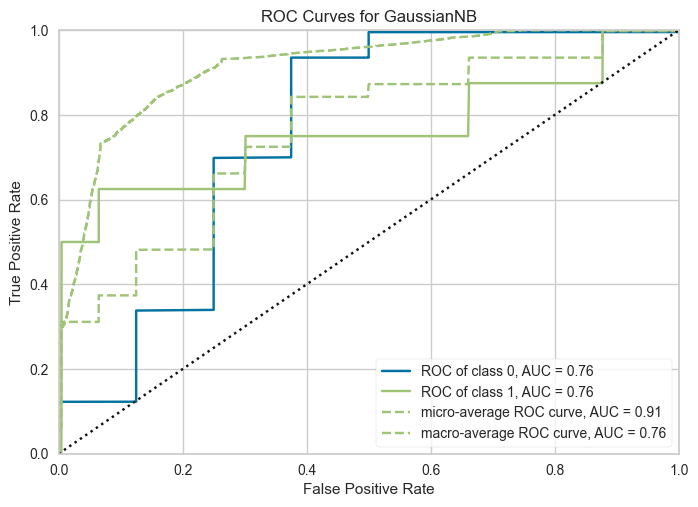 ROC Curves for GaussianNB
1.0
0.8
0.6
0.4
0.2
0.0
True Positive Rate
0.0 0.2 0.4 0.6 0.8 1.0
False Positive Rate
ROC of class 0, AUC = 0.76
ROC of class 1, AUC = 0.76
micro-average ROC curve, AUC = 0.91
macro-average ROC curve, AUC = 0.76